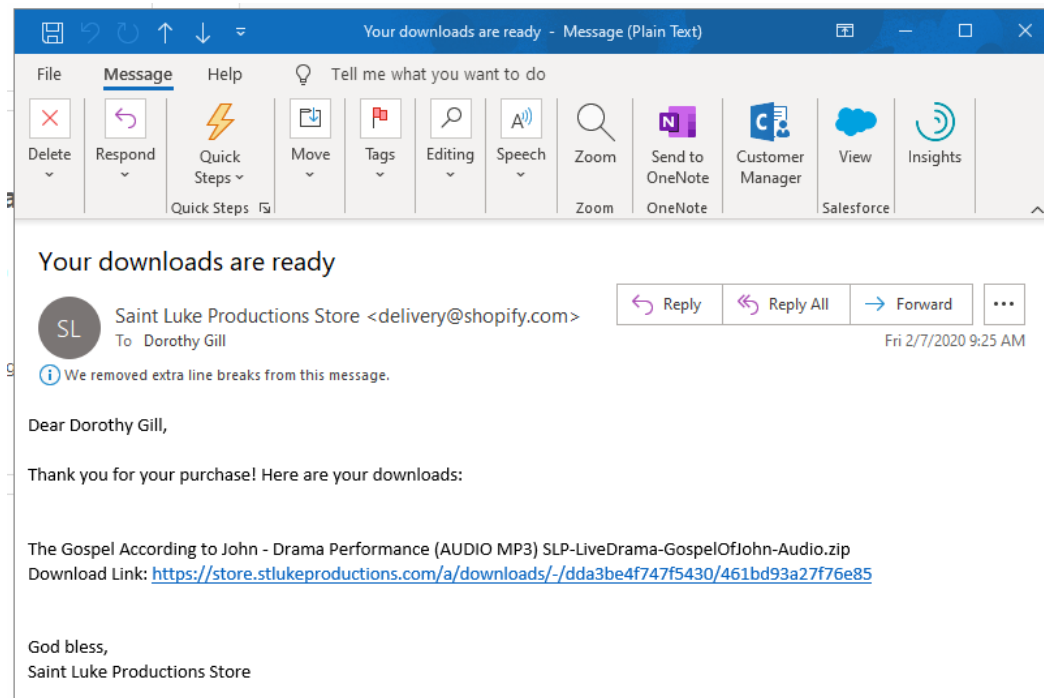 Your downloads are ready - Message (Plain Text)
File Message Help Tell me what you want to do
Delete Respond Quick Steps Move Tags Editing Speech Zoom Send to OneNote Customer Manager View Insights
Quick Steps Zoom OneNote Salesforce
Your downloads are ready
SL
Saint Luke Productions Store <delivery@shopify.com>
Reply Reply All Forward ...
To Dorothy Gill
Fri 2/7/2020 9:25 AM
We removed extra line breaks from this message.
Dear Dorothy Gill,
Thank you for your purchase! Here are your downloads:
The Gospel According to John - Drama Performance (AUDIO MP3) SLP-LiveDrama-GospelOfJohn-Audio.zip
Download Link: https://store.stlukeproductions.com/a/downloads/-/dda3be4f747f5430/461bd93a27f76e85
God bless,
Saint Luke Productions Store